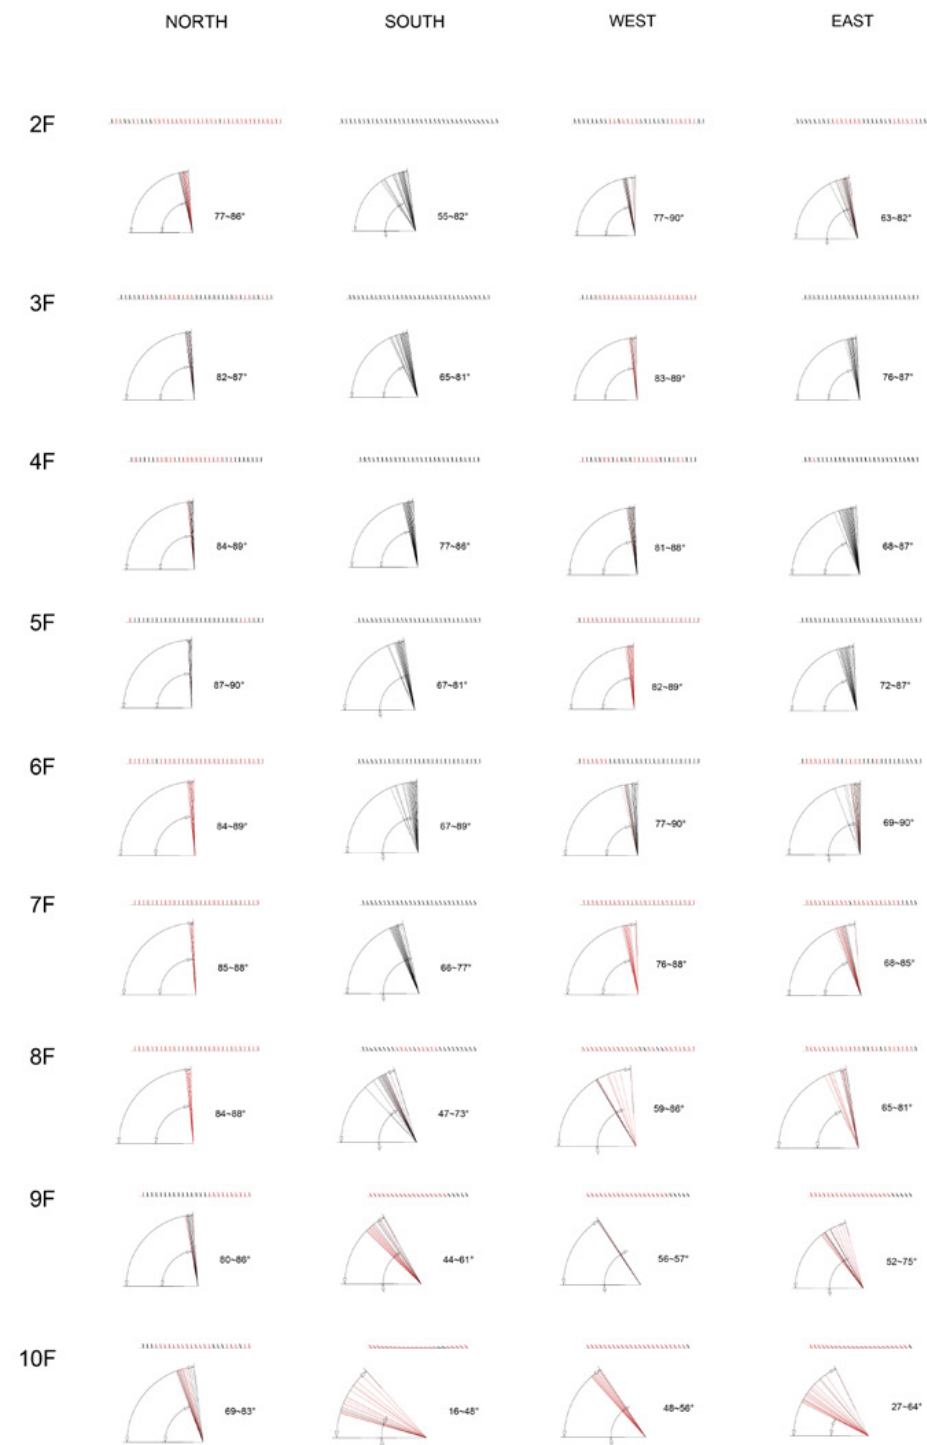 NORTH SOUTH WEST EAST
2F
77~86° 55~82° 77~90° 63~82°
3F
82~87° 65~81° 83~89° 76~87°
4F
84~89° 77~86° 81~88° 68~87°
5F
87~90° 67~81° 82~89° 72~87°
6F
84~89° 67~89° 77~90° 69~90°
7F
85~88° 66~77° 76~88° 68~85°
8F
84~88° 47~73° 59~86° 65~81°
9F
80~86° 44~61° 56~57° 52~75°
10F
69~83° 16~48° 48~56° 27~64°